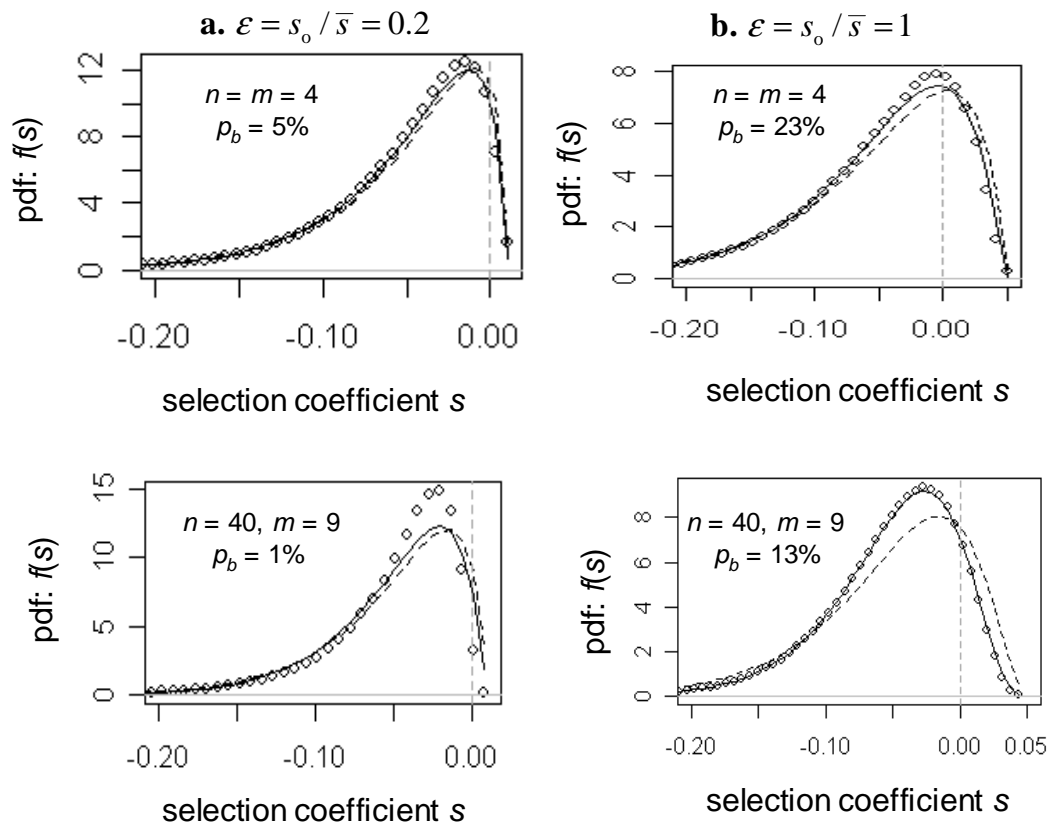 a. ε = s₀ / s̄ = 0.2
12
8
4
0
pdf: f(s)
n = m = 4
p_b = 5%
-0.20
-0.10
0.00
selection coefficient s
b. ε = s₀ / s̄ = 1
8
6
4
2
0
pdf: f(s)
n = m = 4
p_b = 23%
-0.20
-0.10
0.00
selection coefficient s
15
10
5
0
pdf: f(s)
n = 40, m = 9
p_b = 1%
-0.20
-0.10
0.00
selection coefficient s
8
6
4
2
0
pdf: f(s)
n = 40, m = 9
p_b = 13%
-0.20
-0.10
0.00
0.05
selection coefficient s